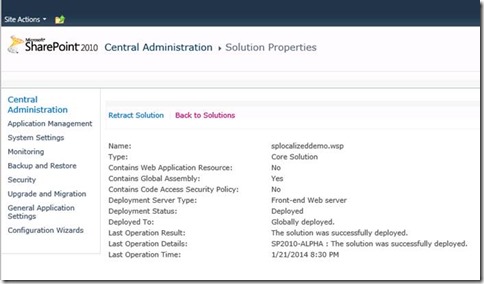 Site Actions
Microsoft
SharePoint 2010 Central Administration ▸ Solution Properties
Central
Administration
Application Management
System Settings
Monitoring
Backup and Restore
Security
Upgrade and Migration
General Application
Settings
Configuration Wizards
Retract Solution Back to Solutions
Name: splocalizeddemo.wsp
Type: Core Solution
Contains Web Application Resource: No
Contains Global Assembly: Yes
Contains Code Access Security Policy: No
Deployment Server Type: Front-end Web server
Deployment Status: Deployed
Deployed To: Globally deployed.
Last Operation Result: The solution was successfully deployed.
Last Operation Details: SP2010-ALPHA : The solution was successfully deployed.
Last Operation Time: 1/21/2014 8:30 PM